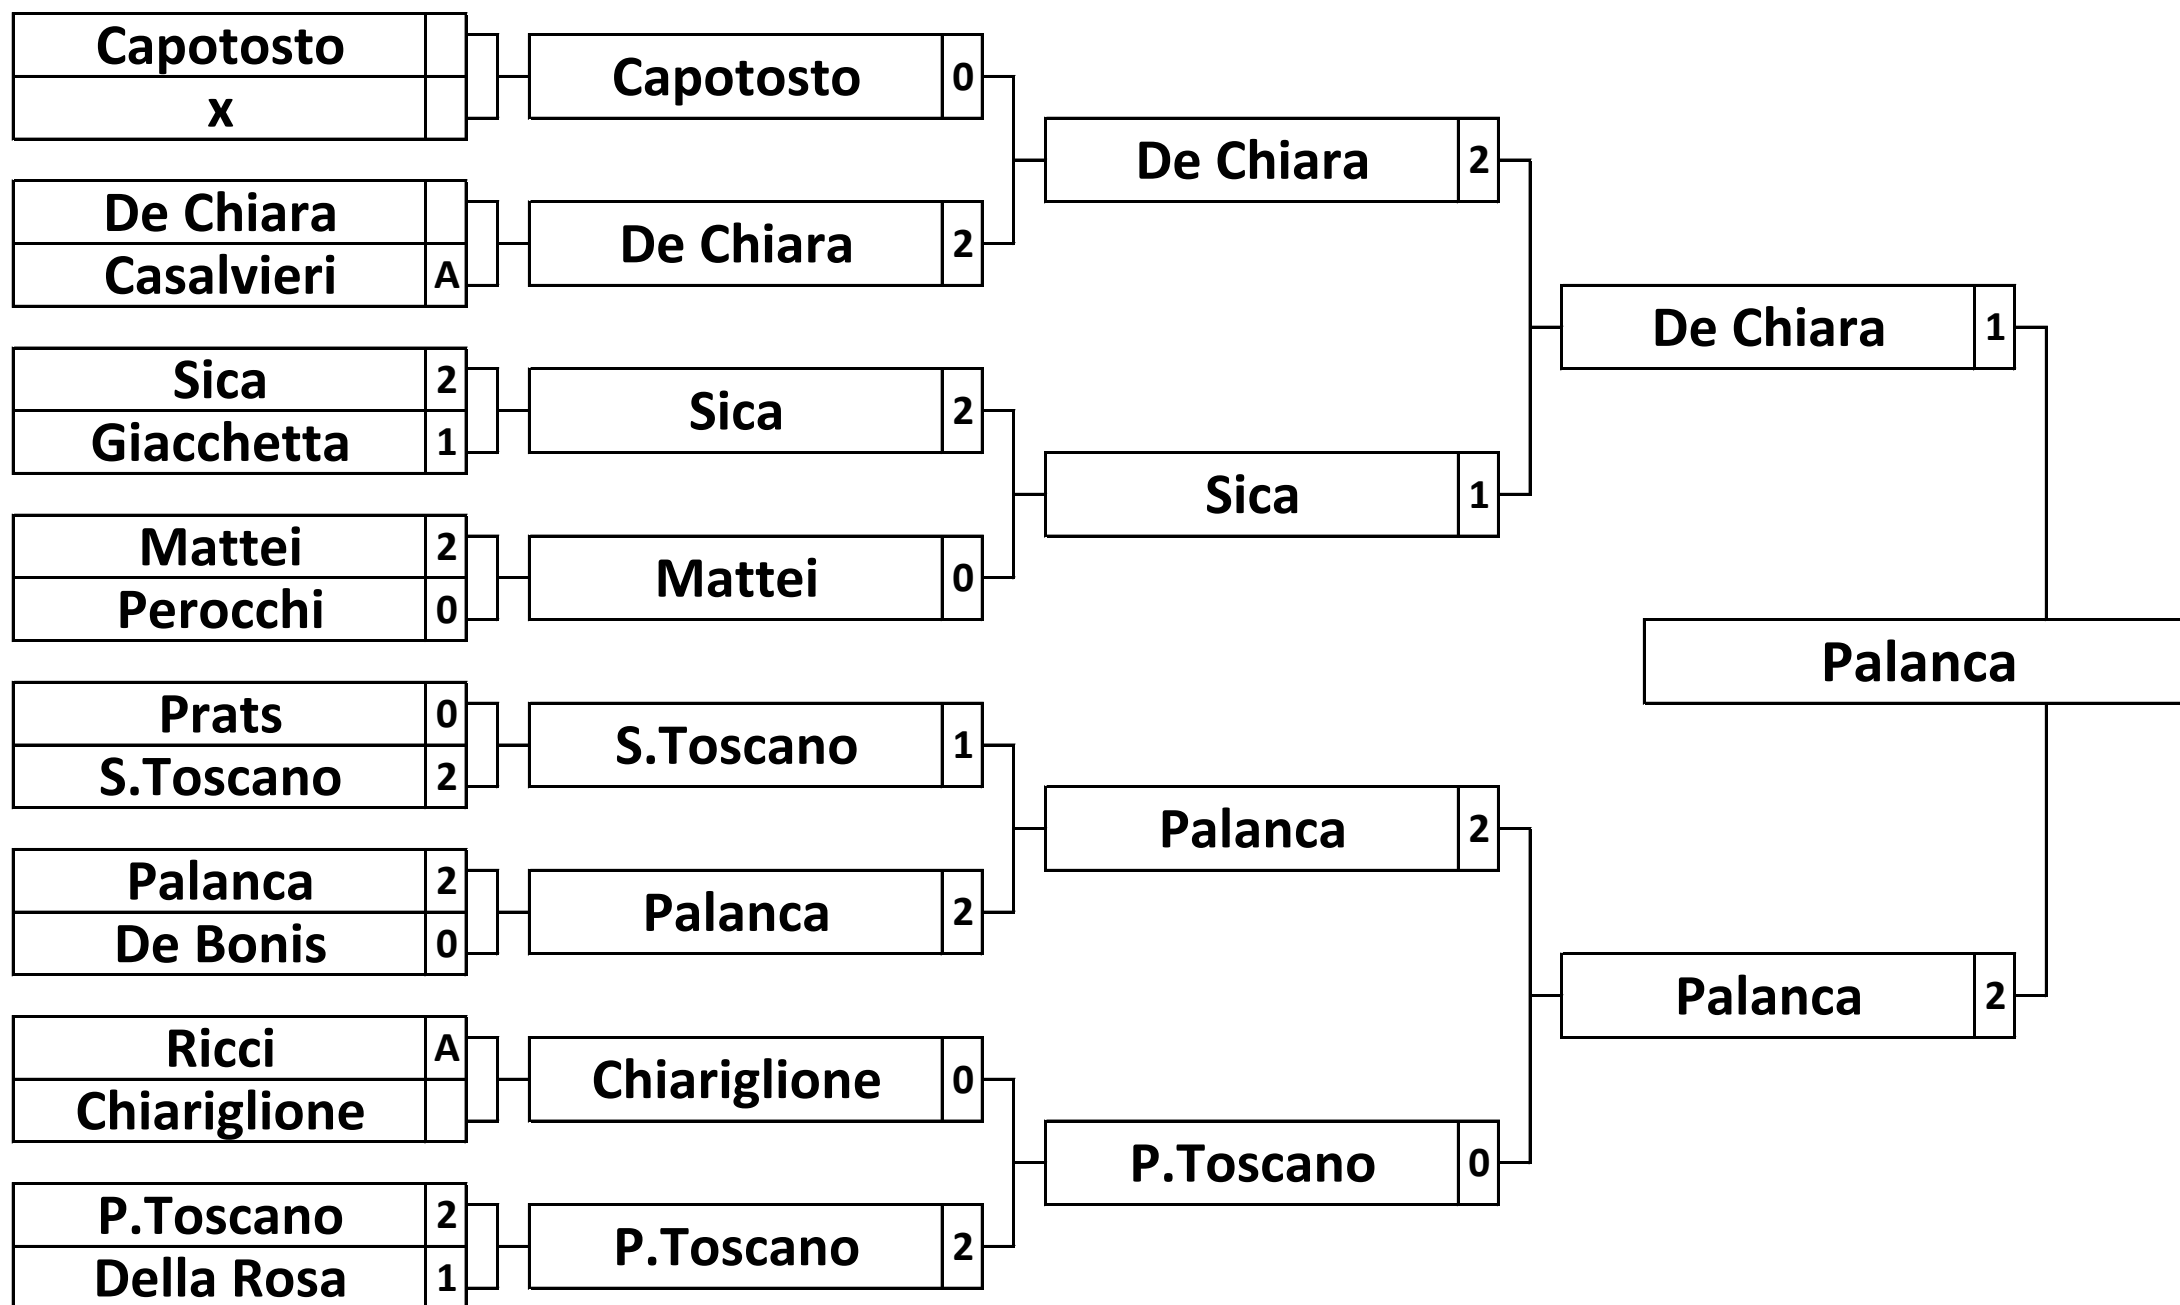 Capotosto
x
De Chiara
Casalvieri A
Sica 2
Giacchetta 1
Mattei 2
Perocchi 0
Prats 0
S.Toscano 2
Palanca 2
De Bonis 0
Ricci A
Chiariglione
P.Toscano 2
Della Rosa 1
Capotosto 0
De Chiara 2
Sica 2
Mattei 0
S.Toscano 1
Palanca 2
Chiariglione 0
P.Toscano 2
De Chiara 2
Sica 1
Palanca 2
P.Toscano 0
De Chiara 1
Palanca 2
Palanca